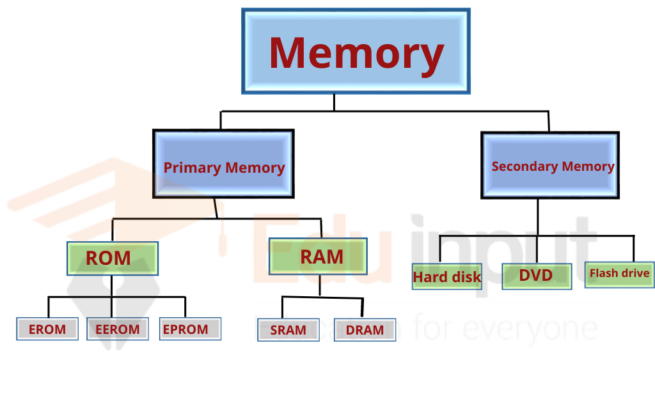 Memory
Primary Memory
Secondary Memory
ROM
RAM
Hard disk
DVD
Flash drive
EROM
EEROM
EPROM
SRAM
DRAM
Edu input
Education for everyone